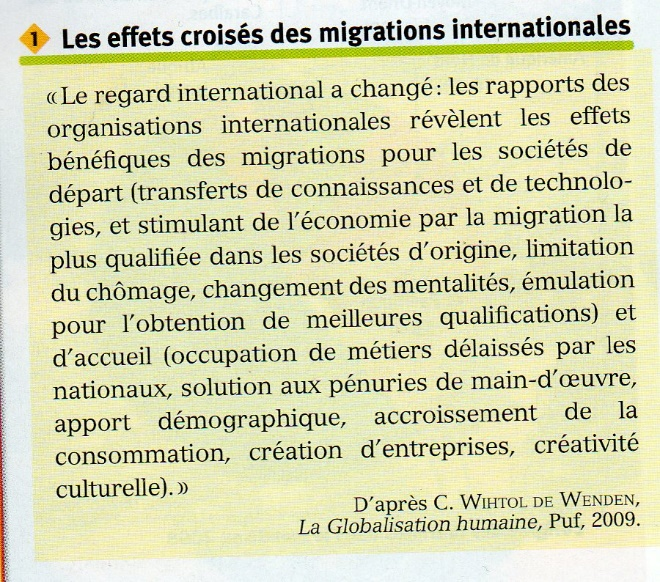 1 Les effets croisés des migrations internationales
« Le regard international a changé : les rapports des
organisations internationales révèlent les effets
bénéfiques des migrations pour les sociétés de
départ (transferts de connaissances et de technolo-
gies, et stimulant de l'économie par la migration la
plus qualifiée dans les sociétés d'origine, limitation
du chômage, changement des mentalités, émulation
pour l'obtention de meilleures qualifications) et
d'accueil (occupation de métiers délaissés par les
nationaux, solution aux pénuries de main-d'œuvre,
apport démographique, accroissement de la
consommation, création d'entreprises, créativité
culturelle). »
D'après C. WIHTOL DE WENDEN,
La Globalisation humaine, Puf, 2009.